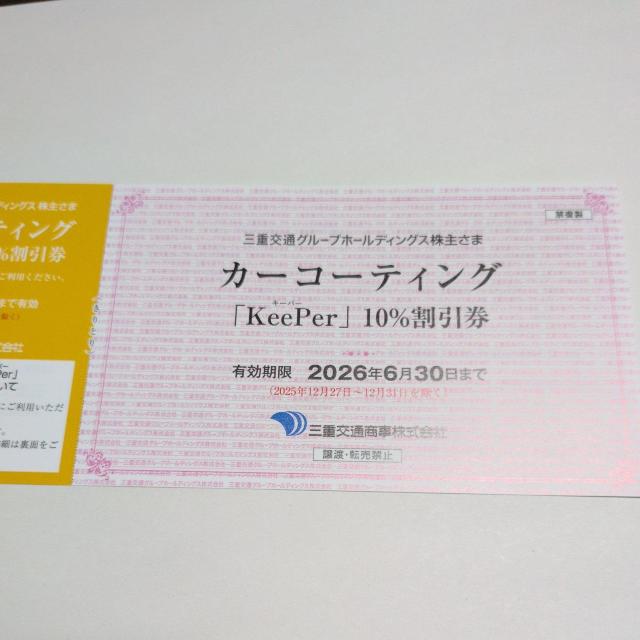 ディングス 株主さま
ティング
%割引券
ご利用ください。
まで有効
除く）
式会社
Per」
いて
にご利用いただ
。
細は裏面をご
禁複製
三重交通グループホールディングス株主さま
カーコーティング
キーパー
「KeePer」10%割引券
有効期限 2026年6月30日まで
（2025年12月27日～12月31日を除く）
三重交通商事株式会社
譲渡・転売禁止